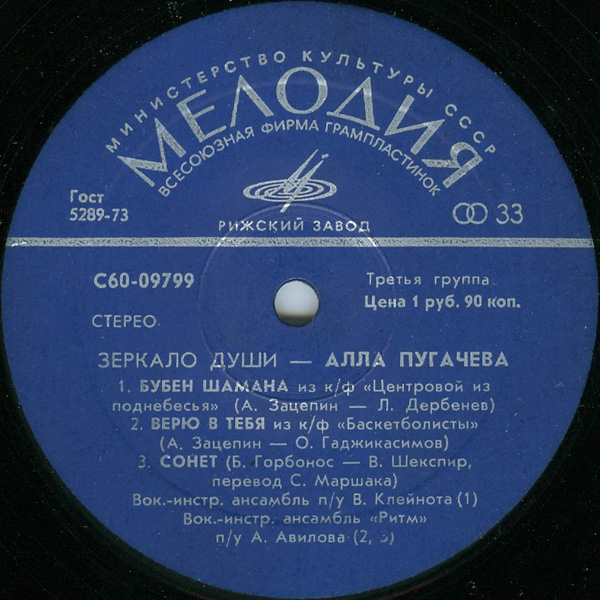 МИНИСТЕРСТВО КУЛЬТУРЫ СССР
МЕЛОДИЯ
ВСЕСОЮЗНАЯ ФИРМА ГРАМПЛАСТИНОК
Гост
5289-73
РИЖСКИЙ ЗАВОД
33
С60-09799
Третья группа
Цена 1 руб. 90 коп.
СТЕРЕО
ЗЕРКАЛО ДУШИ — АЛЛА ПУГАЧЕВА
1. БУБЕН ШАМАНА из к/ф «Центровой из
поднебесья» (А. Зацепин — Л. Дербенев)
2. ВЕРЮ В ТЕБЯ из к/ф «Баскетболисты»
(А. Зацепин — О. Гаджикасимов)
3. СОНЕТ (Б. Горбонос — В. Шекспир,
перевод С. Маршака)
Вок.-инстр. ансамбль п/у В. Клейнота (1)
Вок.-инстр. ансамбль «Ритм»
п/у А. Авилова (2, 3)